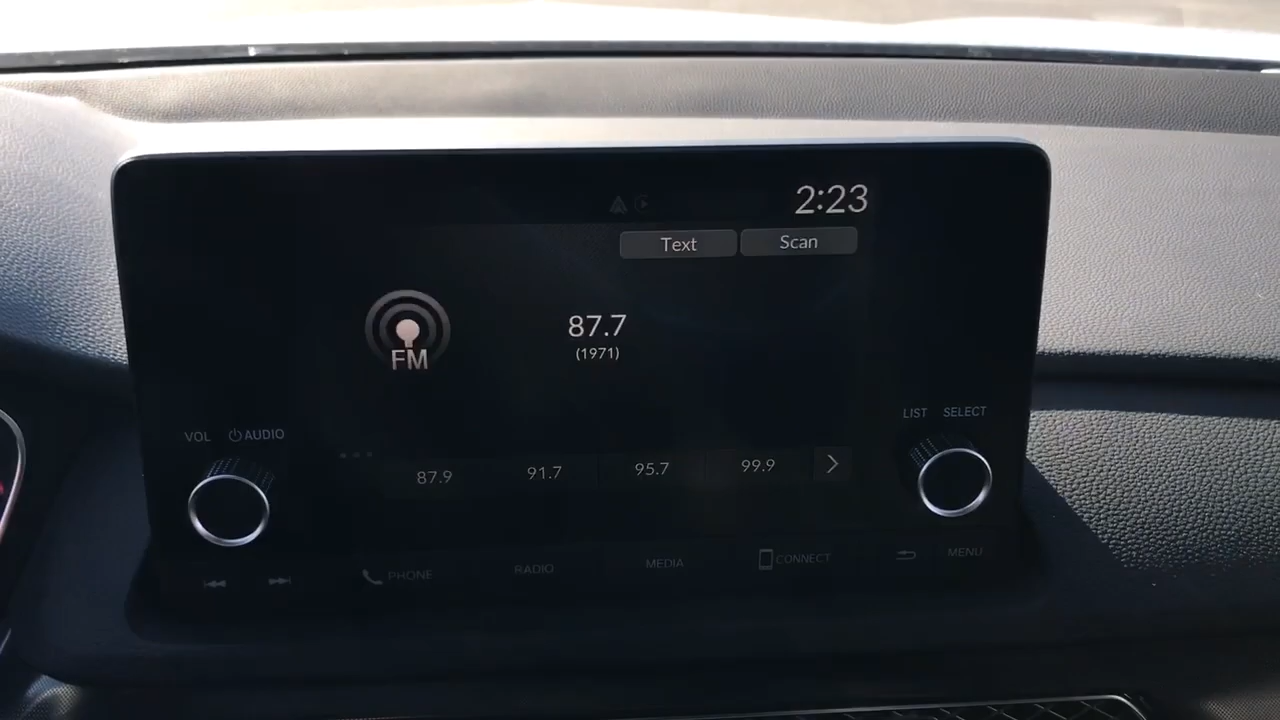 2:23
Text Scan
FM
87.7
(1971)
VOL AUDIO
LIST SELECT
87.9 91.7 95.7 99.9
PHONE RADIO MEDIA CONNECT MENU